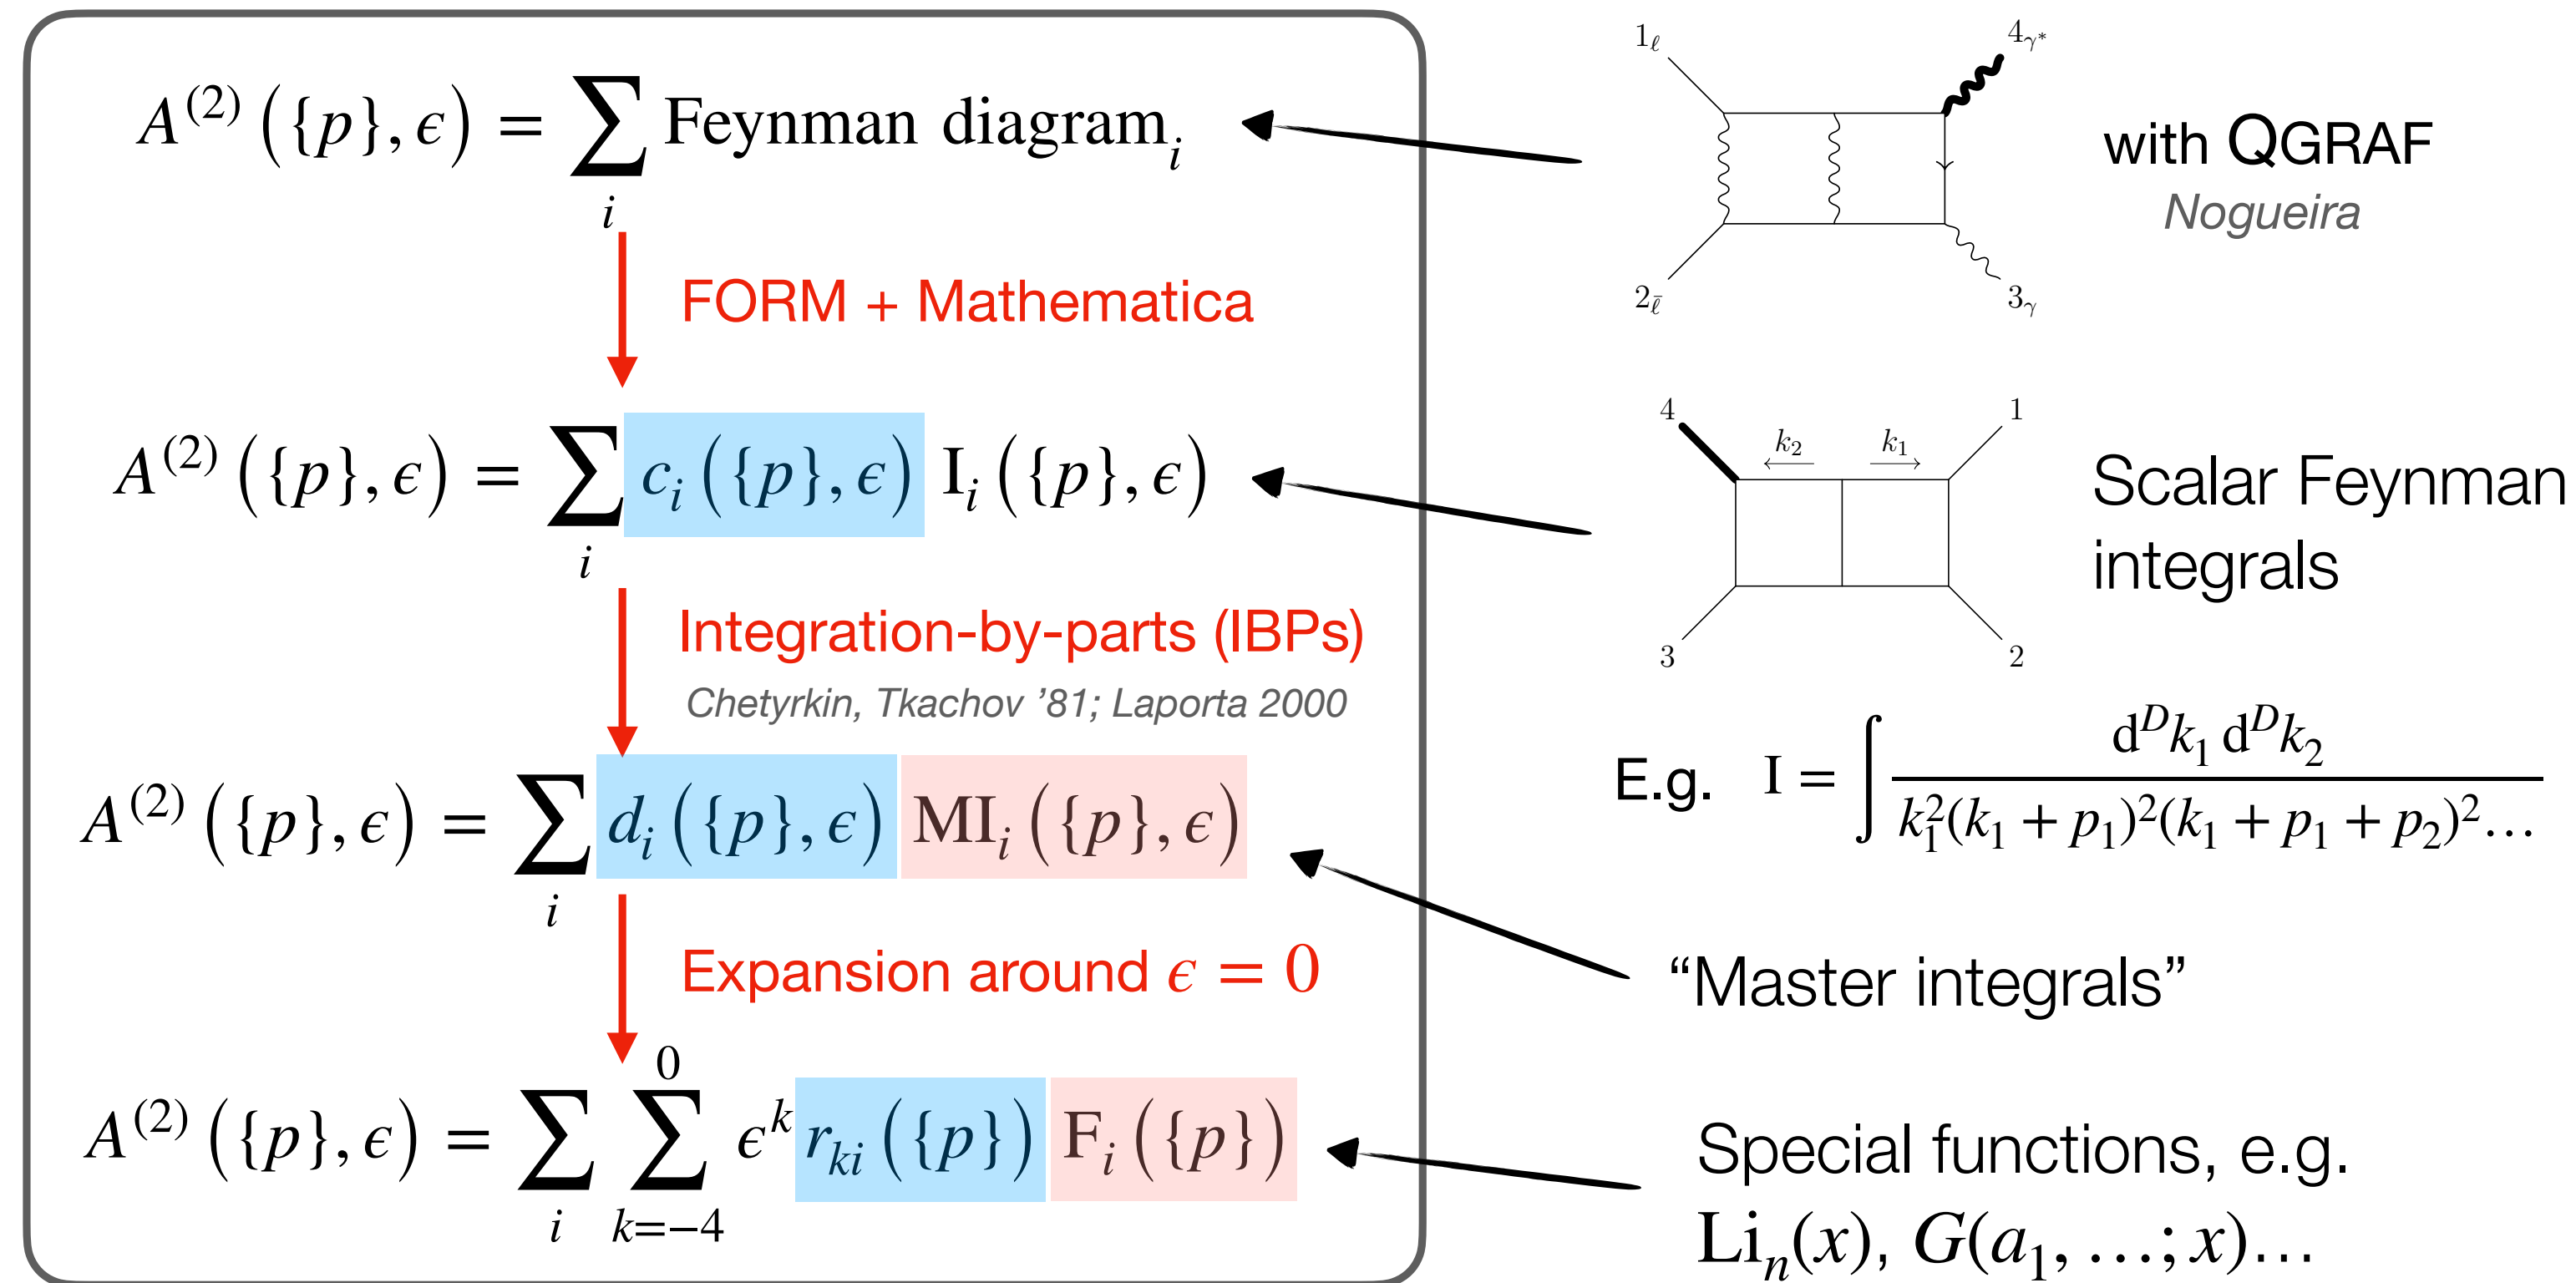 A^{(2)} ({p}, ϵ) = ∑_i Feynman diagram_i
FORM + Mathematica
A^{(2)} ({p}, ϵ) = ∑_i c_i ({p}, ϵ) I_i ({p}, ϵ)
Integration-by-parts (IBPs)
Chetyrkin, Tkachov '81; Laporta 2000
A^{(2)} ({p}, ϵ) = ∑_i d_i ({p}, ϵ) MI_i ({p}, ϵ)
Expansion around ϵ = 0
A^{(2)} ({p}, ϵ) = ∑_i ∑_{k=−4}^{0} ϵ^k r_{ki} ({p}) F_i ({p})
1_ℓ
4_{γ*}
2_{ℓ̄}
3_γ
with QGRAF
Nogueira
4
k_2
k_1
1
3
2
Scalar Feynman
integrals
E.g. I = ∫ d^D k_1 d^D k_2 / k_1^2 (k_1 + p_1)^2 (k_1 + p_1 + p_2)^2…
“Master integrals”
Special functions, e.g.
Li_n(x), G(a_1, …; x)…